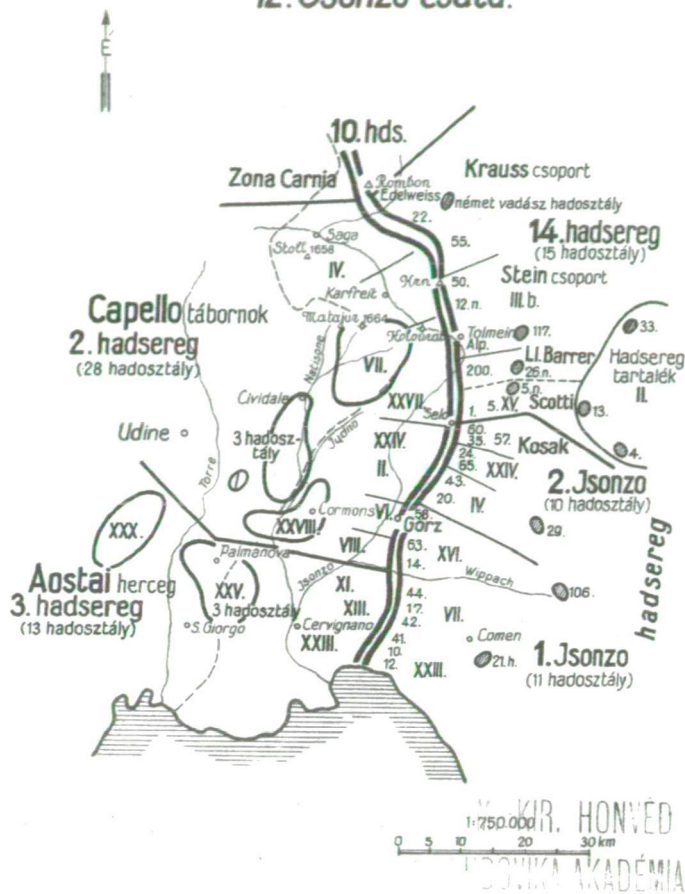 12. Jsonzo csata.
É
10. hds.
Zona Carnia
Rombon
Edelweiss
Krauss csoport
német vadász hadosztály
22.
55.
14. hadsereg
(15 hadosztály)
Saga
Stoll 1658
IV.
Krn
50.
Stein csoport
III. b.
Karfreit
12. n.
Capello tábornok
2. hadsereg
(28 hadosztály)
Matajur 1664
Kolovrat
Tolmein
Alp.
117.
33.
Ll. Barrer
Hadsereg
tartalék
II.
VII.
200.
26. n.
5. n.
Natisone
Cividale
XXVII.
Selo
1.
5.
XV.
Scotti
13.
Udine
3 hadosz-
tály
Judno
XXIV.
60.
35.
57.
Kosak
24.
65.
XXIV.
4.
Torre
II.
43.
2. Jsonzo
(10 hadosztály)
20.
IV.
Cormons
VI.
58.
Görz
29.
XXX.
XXVIII.
VIII.
63.
XVI.
Palmanova
14.
Wippach
hadsereg
Aostai herceg
3. hadsereg
(13 hadosztály)
XXV.
3 hadosztály
Jsonzo
XI.
XIII.
44.
17.
42.
VII.
106.
S. Giorgo
Cervignano
XXIII.
41.
10.
12.
XXIII.
Comen
21. h.
1. Jsonzo
(11 hadosztály)
KIR. HONVÉD
1:750.000
0 5 10 20 30 km
AKADÉMIA